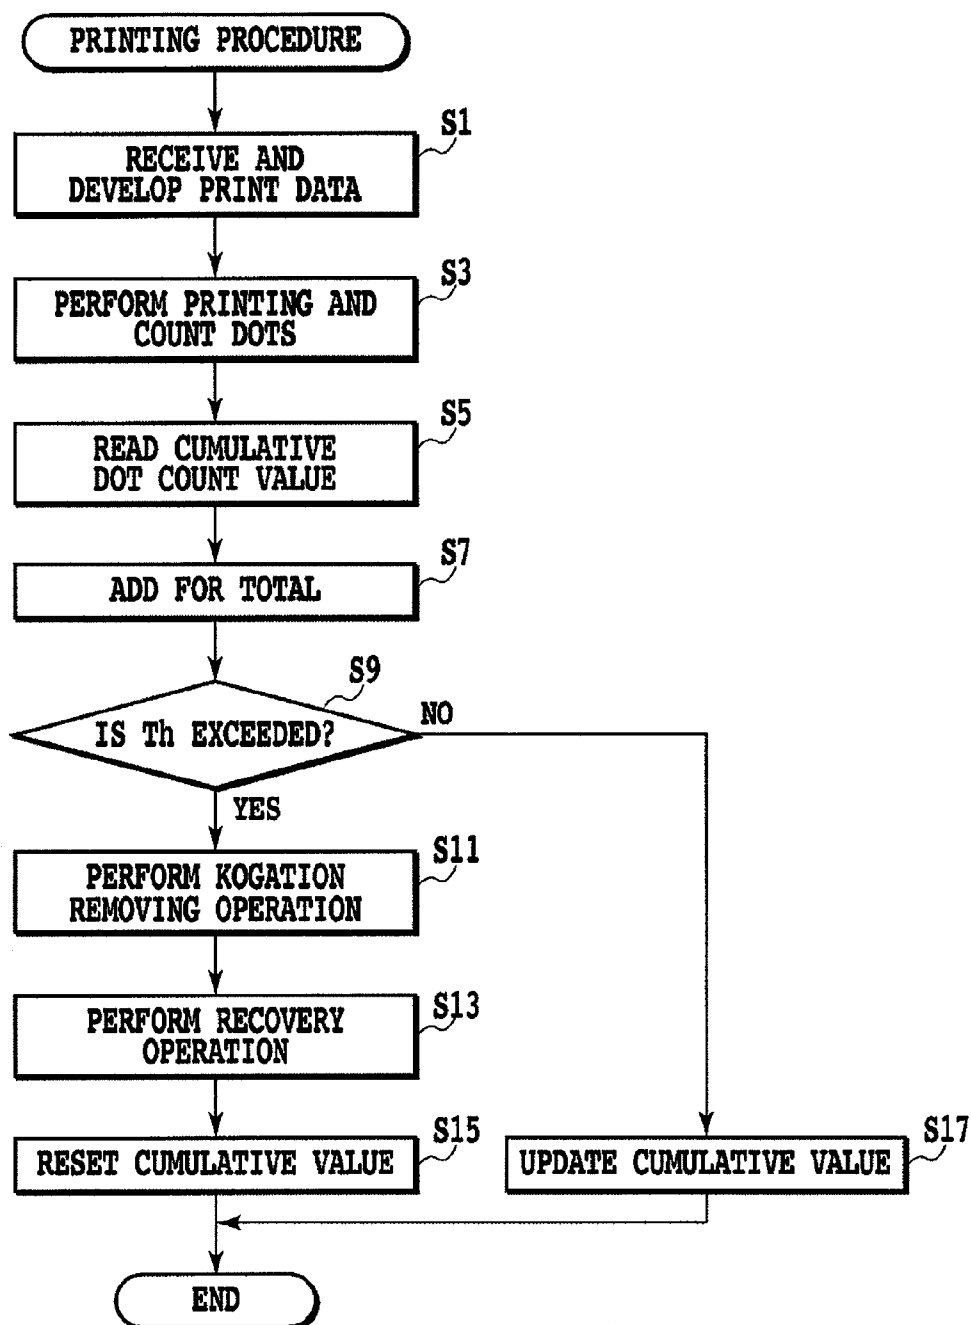 PRINTING PROCEDURE
S1
RECEIVE AND
DEVELOP PRINT DATA
S3
PERFORM PRINTING AND
COUNT DOTS
S5
READ CUMULATIVE
DOT COUNT VALUE
S7
ADD FOR TOTAL
S9
IS Th EXCEEDED?
NO
YES
S11
PERFORM KOGATION
REMOVING OPERATION
S13
PERFORM RECOVERY
OPERATION
S15
RESET CUMULATIVE VALUE
S17
UPDATE CUMULATIVE VALUE
END